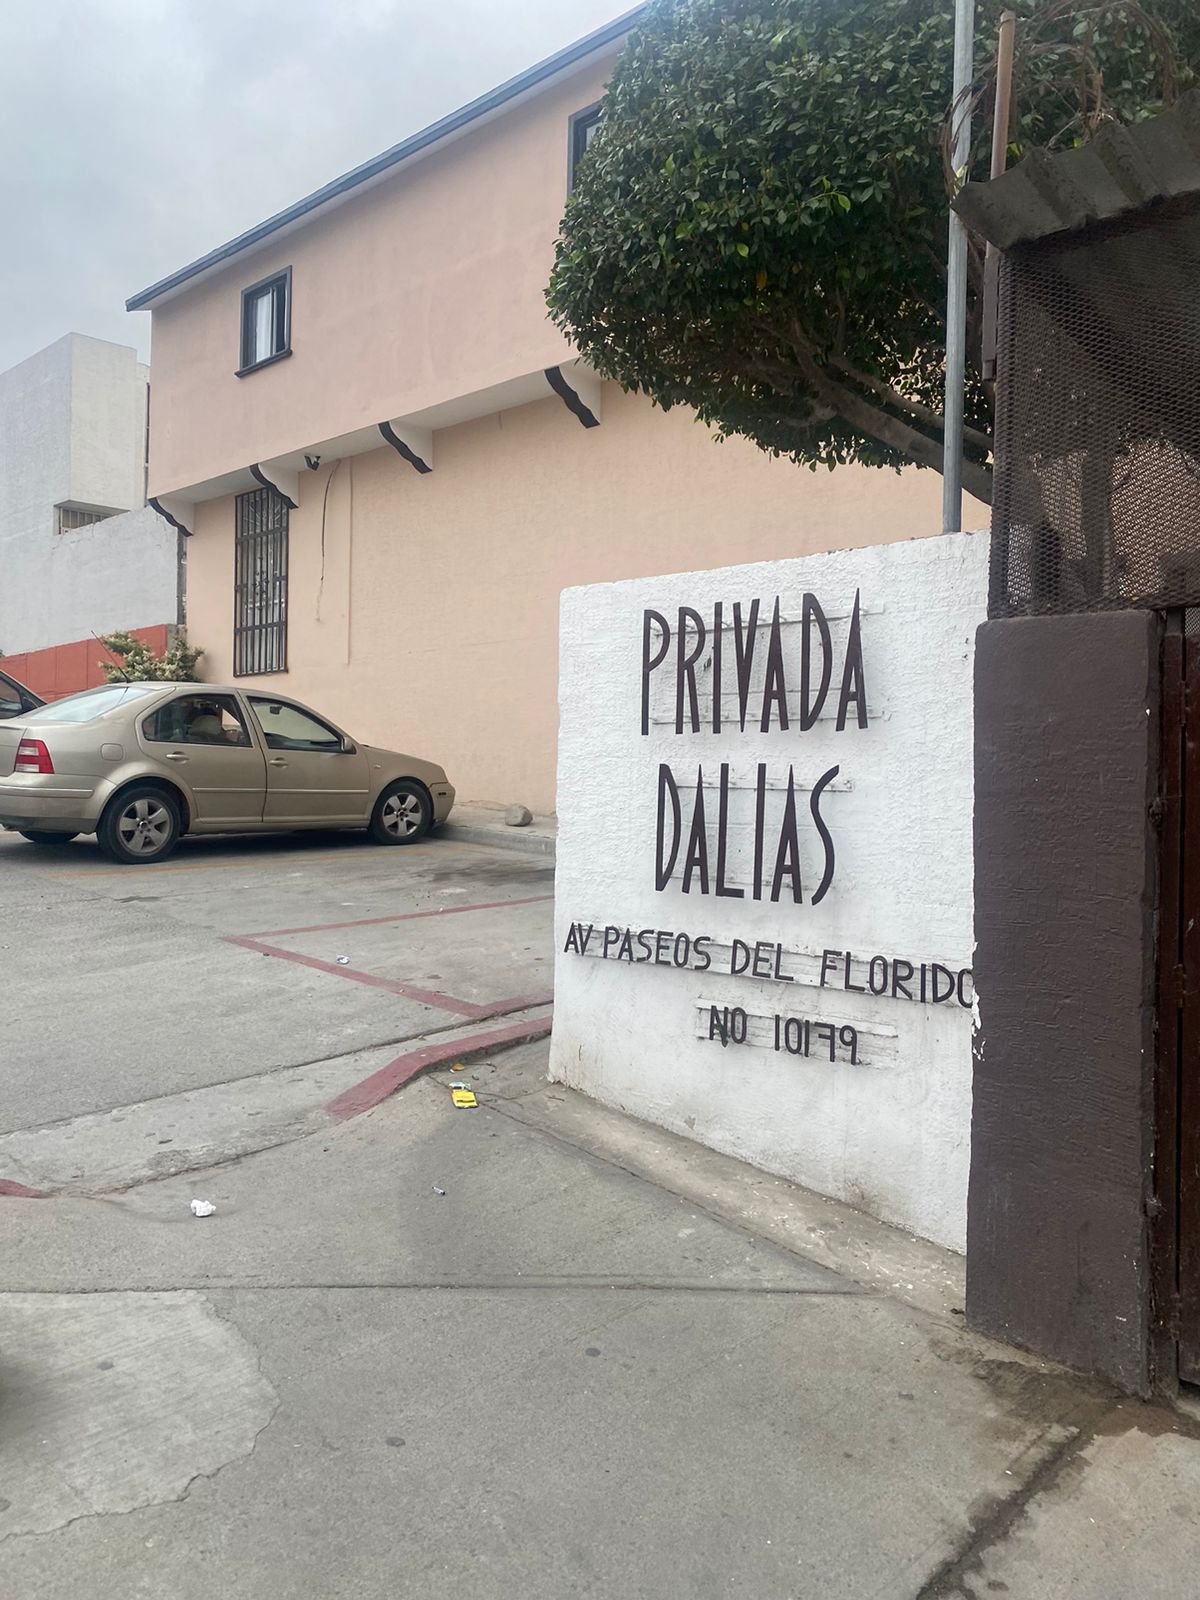 PRIVADA
DALIAS
AV PASEOS DEL FLORIDO
NO 10179